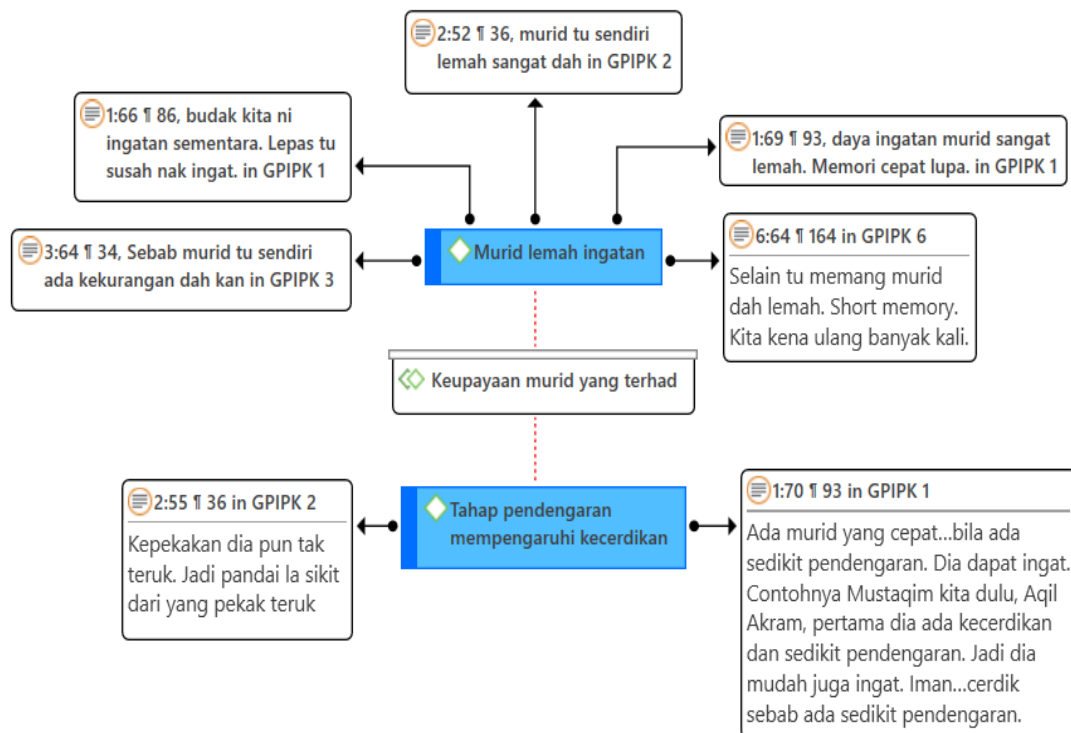 2:52 ¶ 36, murid tu sendiri
lemah sangat dah in GPIPK 2
1:66 ¶ 86, budak kita ni
ingatan sementara. Lepas tu
susah nak ingat. in GPIPK 1
1:69 ¶ 93, daya ingatan murid sangat
lemah. Memori cepat lupa. in GPIPK 1
3:64 ¶ 34, Sebab murid tu sendiri
ada kekurangan dah kan in GPIPK 3
Murid lemah ingatan
6:64 ¶ 164 in GPIPK 6
Selain tu memang murid
dah lemah. Short memory.
Kita kena ulang banyak kali.
Keupayaan murid yang terhad
2:55 ¶ 36 in GPIPK 2
Kepekakan dia pun tak
teruk. Jadi pandai la sikit
dari yang pekak teruk
Tahap pendengaran
mempengaruhi kecerdikan
1:70 ¶ 93 in GPIPK 1
Ada murid yang cepat...bila ada
sedikit pendengaran. Dia dapat ingat.
Contohnya Mustaqim kita dulu, Aqil
Akram, pertama dia ada kecerdikan
dan sedikit pendengaran. Jadi dia
mudah juga ingat. Iman...cerdik
sebab ada sedikit pendengaran.